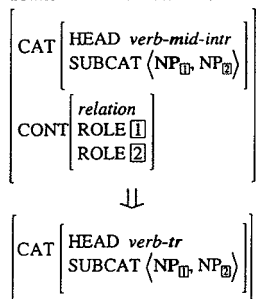 CAT [HEAD verb-mid-intr
SUBCAT ⟨NP[1], NP[2]⟩]
CONT [relation
ROLE [1]
ROLE [2]]
⇓
CAT [HEAD verb-tr
SUBCAT ⟨NP[1], NP[2]⟩]